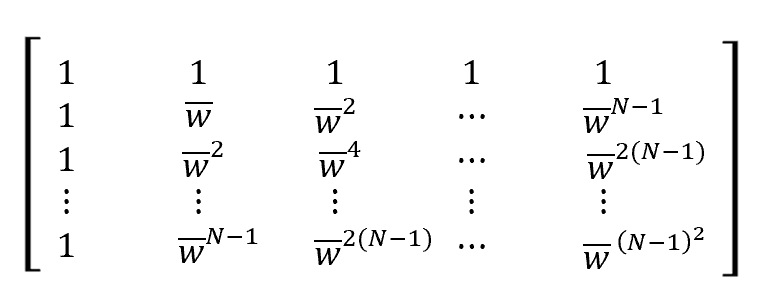 1 1 1 1 1
1 w̅ w̅² ⋯ w̅ᴺ⁻¹
1 w̅² w̅⁴ ⋯ w̅²⁽ᴺ⁻¹⁾
⋮ ⋮ ⋮ ⋮ ⋮
1 w̅ᴺ⁻¹ w̅²⁽ᴺ⁻¹⁾ ⋯ w̅⁽ᴺ⁻¹⁾²